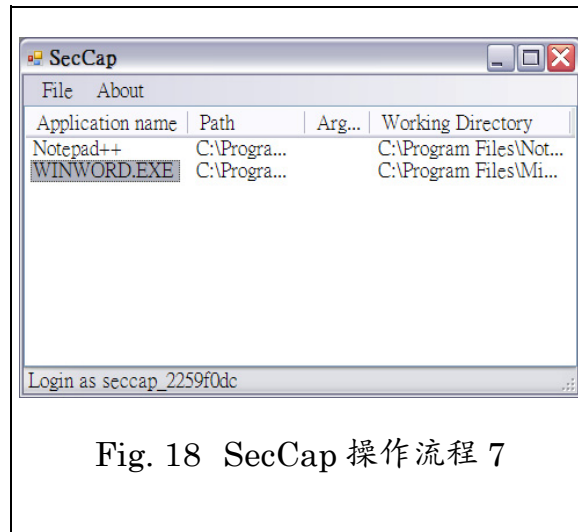 SecCap
File About
Application name Path Arg... Working Directory
Notepad++ C:\Progra... C:\Program Files\Not...
WINWORD.EXE C:\Progra... C:\Program Files\Mi...
Login as seccap_2259f0dc
Fig. 18 SecCap 操作流程 7